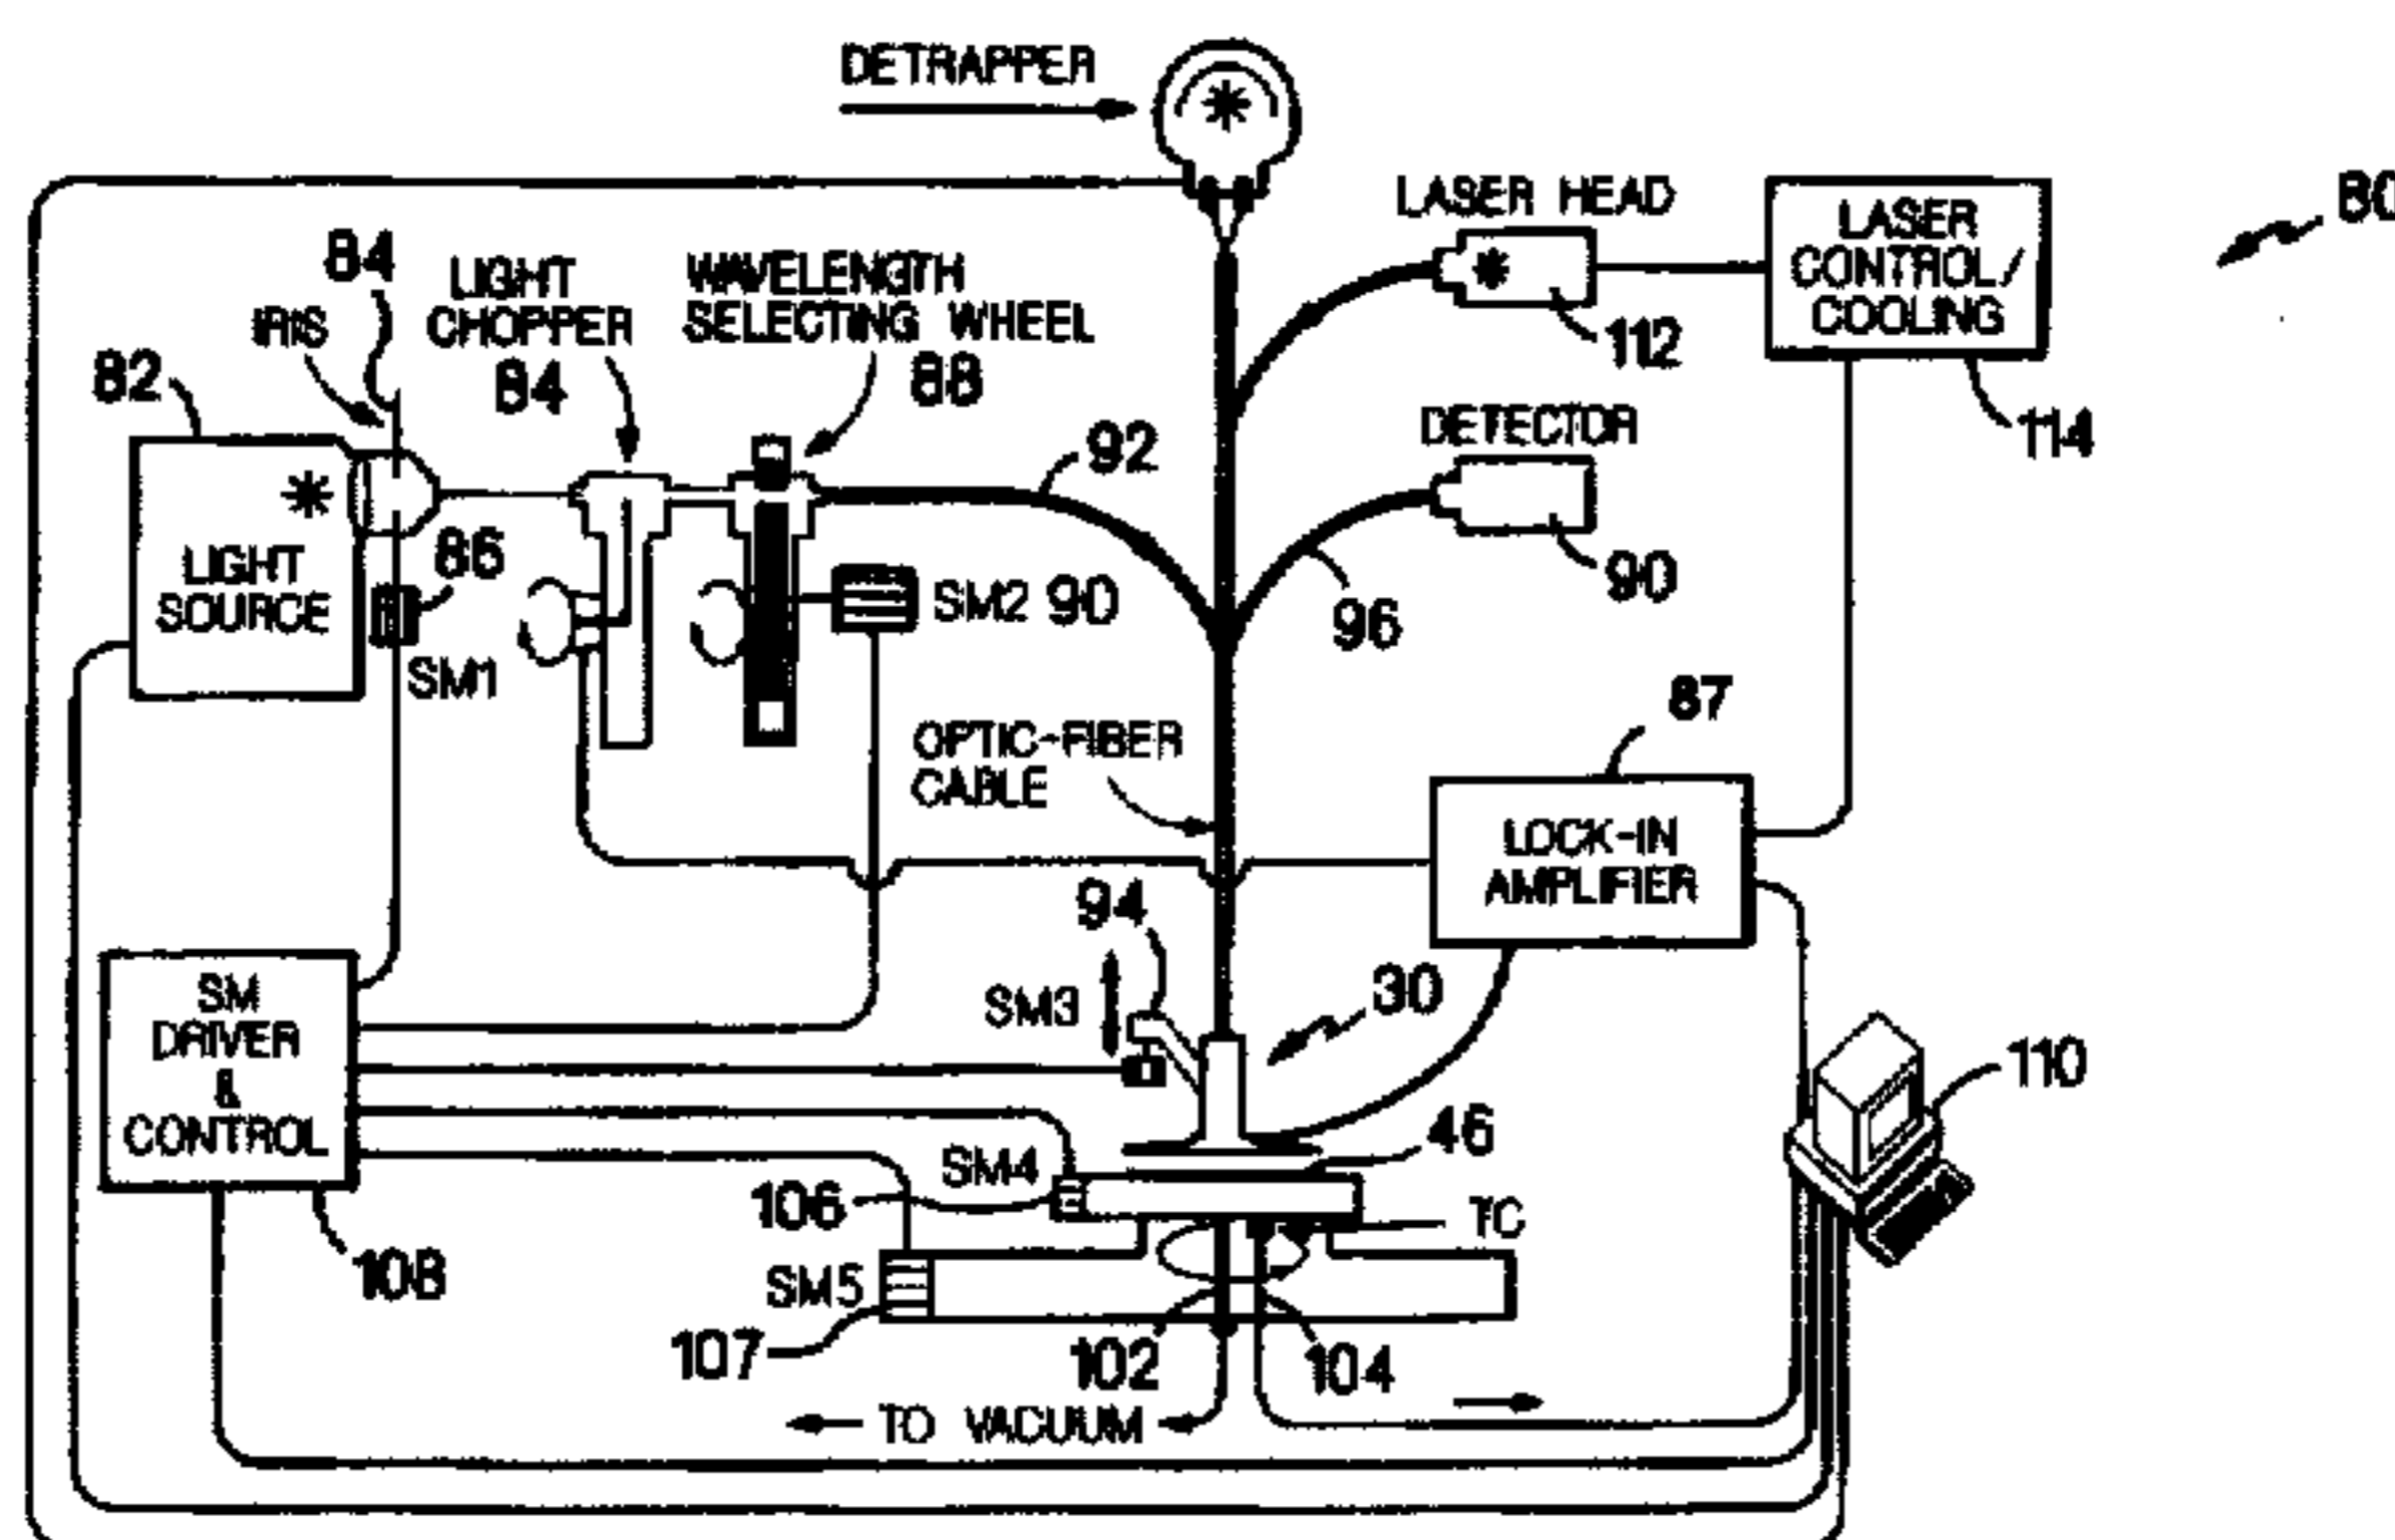 DETRAPPER
80
LASER HEAD
LASER
CONTROL/
COOLING
84
IRIS
LIGHT
CHOPPER
84
WAVELENGTH
SELECTING WHEEL
88
112
82
114
92
DETECTOR
90
96
LIGHT
SOURCE
86
SM1
SM2 90
87
OPTIC-FIBER
CABLE
LOCK-IN
AMPLIFIER
94
SM3
30
SM
DRIVER
&
CONTROL
110
46
SM4
106
TC
108
SM5
107
102
104
TO VACUUM